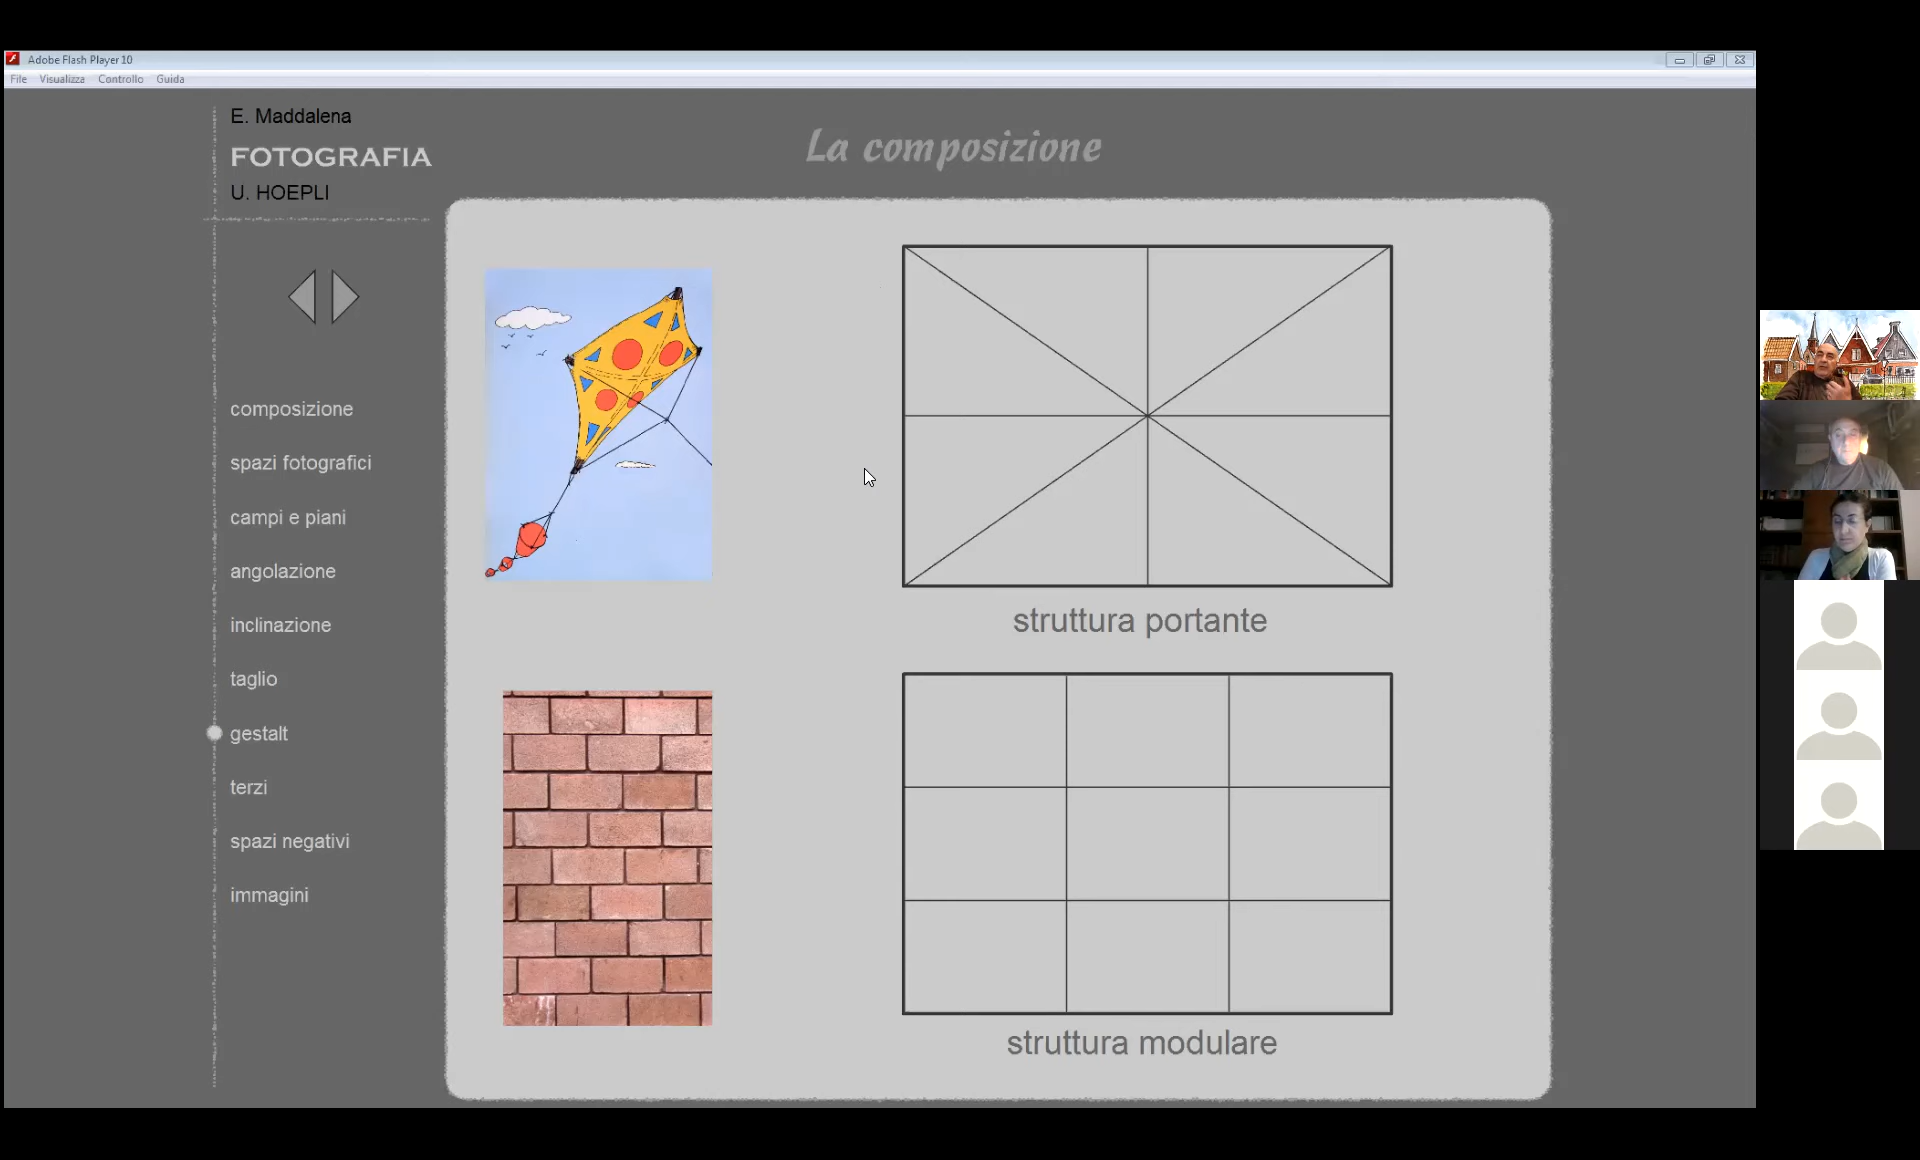 Adobe Flash Player 10
File Visualizza Controllo Guida
E. Maddalena
FOTOGRAFIA
U. HOEPLI
La composizione
composizione
spazi fotografici
campi e piani
angolazione
inclinazione
taglio
gestalt
terzi
spazi negativi
immagini
struttura portante
struttura modulare